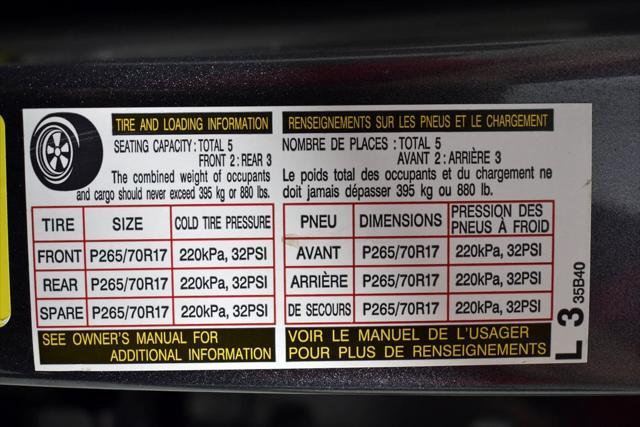 TIRE AND LOADING INFORMATION
SEATING CAPACITY : TOTAL 5
FRONT 2 : REAR 3
The combined weight of occupants
and cargo should never exceed 395 kg or 880 lbs.
TIRE SIZE COLD TIRE PRESSURE
FRONT P265/70R17 220kPa, 32PSI
REAR P265/70R17 220kPa, 32PSI
SPARE P265/70R17 220kPa, 32PSI
SEE OWNER'S MANUAL FOR
ADDITIONAL INFORMATION
RENSEIGNEMENTS SUR LES PNEUS ET LE CHARGEMENT
NOMBRE DE PLACES : TOTAL 5
AVANT 2 : ARRIÈRE 3
Le poids total des occupants et du chargement ne
doit jamais dépasser 395 kg ou 880 lb.
PNEU DIMENSIONS PRESSION DES
PNEUS À FROID
AVANT P265/70R17 220kPa, 32PSI
ARRIÈRE P265/70R17 220kPa, 32PSI
DE SECOURS P265/70R17 220kPa, 32PSI
VOIR LE MANUEL DE L'USAGER
POUR PLUS DE RENSEIGNEMENTS
L 3 35B40